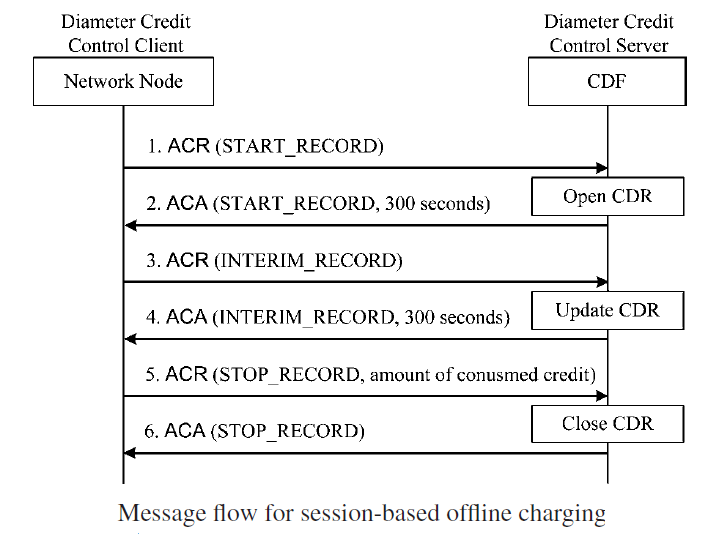 Diameter Credit
Control Client
Diameter Credit
Control Server
Network Node
CDF
1. ACR (START_RECORD)
Open CDR
2. ACA (START_RECORD, 300 seconds)
3. ACR (INTERIM_RECORD)
Update CDR
4. ACA (INTERIM_RECORD, 300 seconds)
5. ACR (STOP_RECORD, amount of conusmed credit)
Close CDR
6. ACA (STOP_RECORD)
Message flow for session-based offline charging